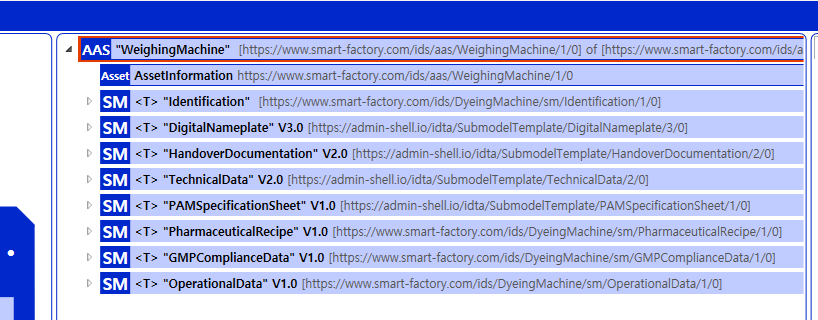 AAS "WeighingMachine" [https://www.smart-factory.com/ids/aas/WeighingMachine/1/0] of [https://www.smart-factory.com/ids/a
Asset AssetInformation https://www.smart-factory.com/ids/aas/WeighingMachine/1/0
SM <T> "Identification" [https://www.smart-factory.com/ids/DyeingMachine/sm/Identification/1/0]
SM <T> "DigitalNameplate" V3.0 [https://admin-shell.io/idta/SubmodelTemplate/DigitalNameplate/3/0]
SM <T> "HandoverDocumentation" V2.0 [https://admin-shell.io/idta/SubmodelTemplate/HandoverDocumentation/2/0]
SM <T> "TechnicalData" V2.0 [https://admin-shell.io/idta/SubmodelTemplate/TechnicalData/2/0]
SM <T> "PAMSpecificationSheet" V1.0 [https://admin-shell.io/idta/SubmodelTemplate/PAMSpecificationSheet/1/0]
SM <T> "PharmaceuticalRecipe" V1.0 [https://www.smart-factory.com/ids/DyeingMachine/sm/PharmaceuticalRecipe/1/0]
SM <T> "GMPComplianceData" V1.0 [https://www.smart-factory.com/ids/DyeingMachine/sm/GMPComplianceData/1/0]
SM <T> "OperationalData" V1.0 [https://www.smart-factory.com/ids/DyeingMachine/sm/OperationalData/1/0]